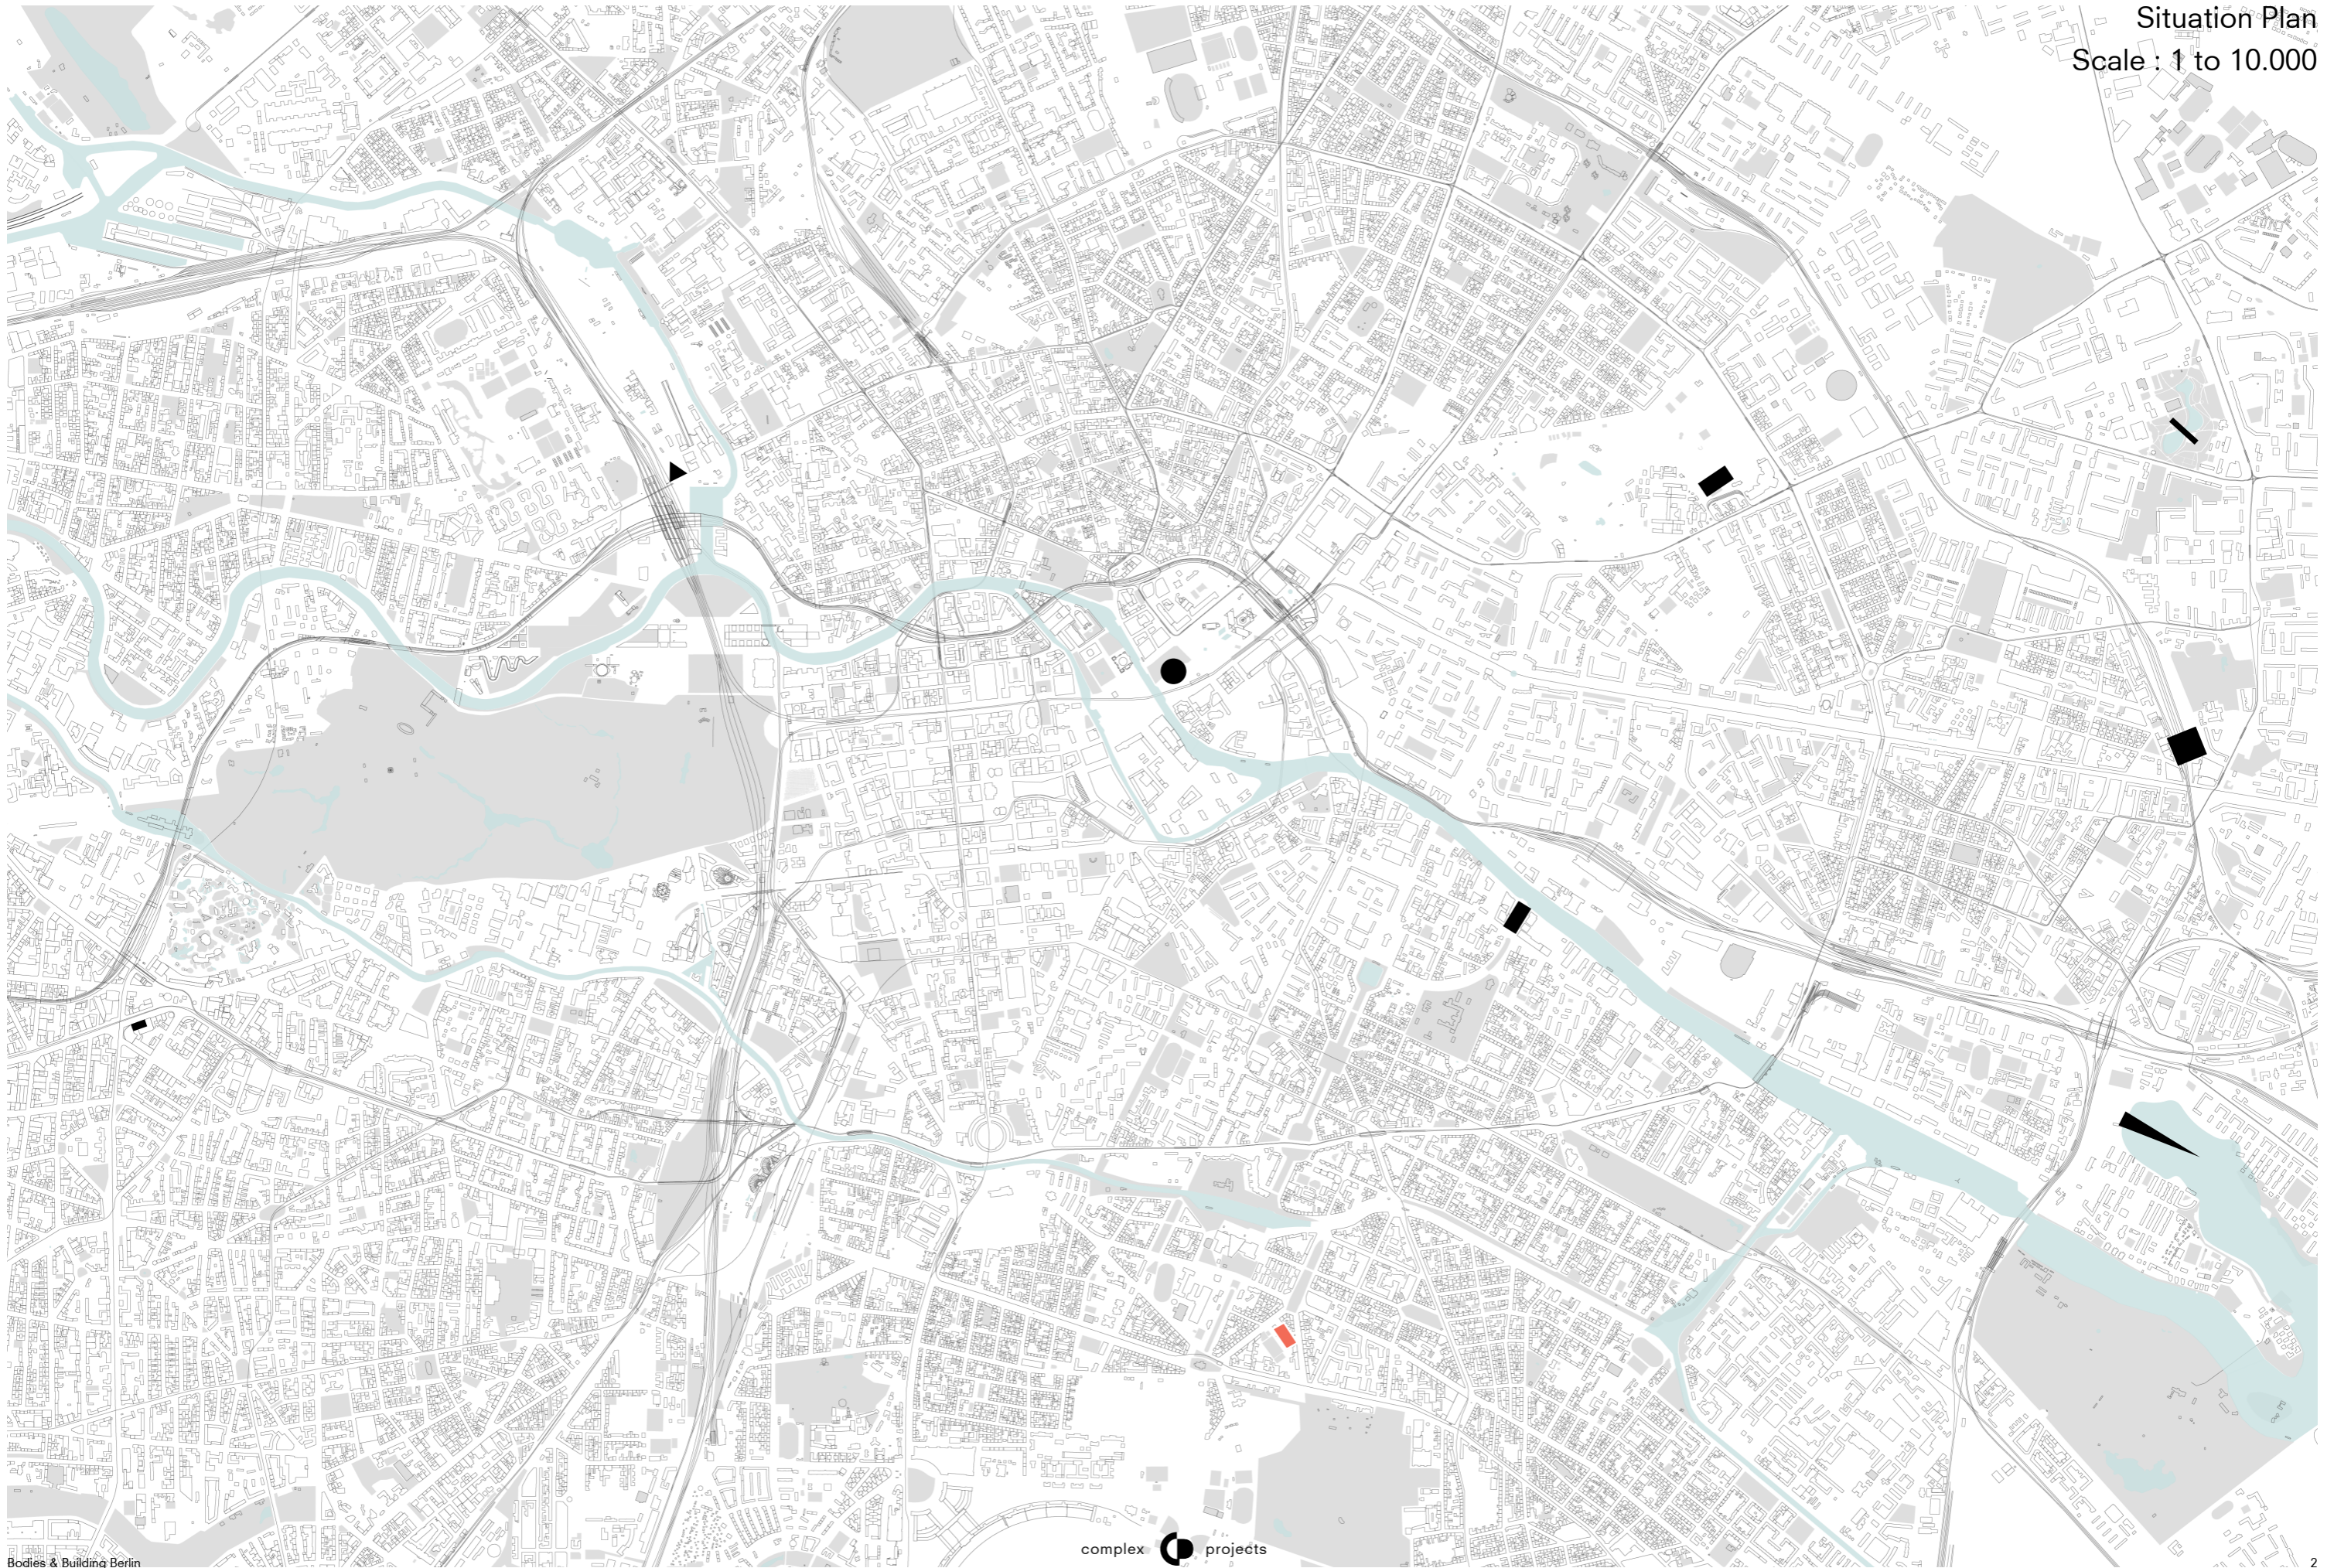 Situation Plan
Scale : 1 to 10.000
complex projects
Bodies & Building Berlin
2